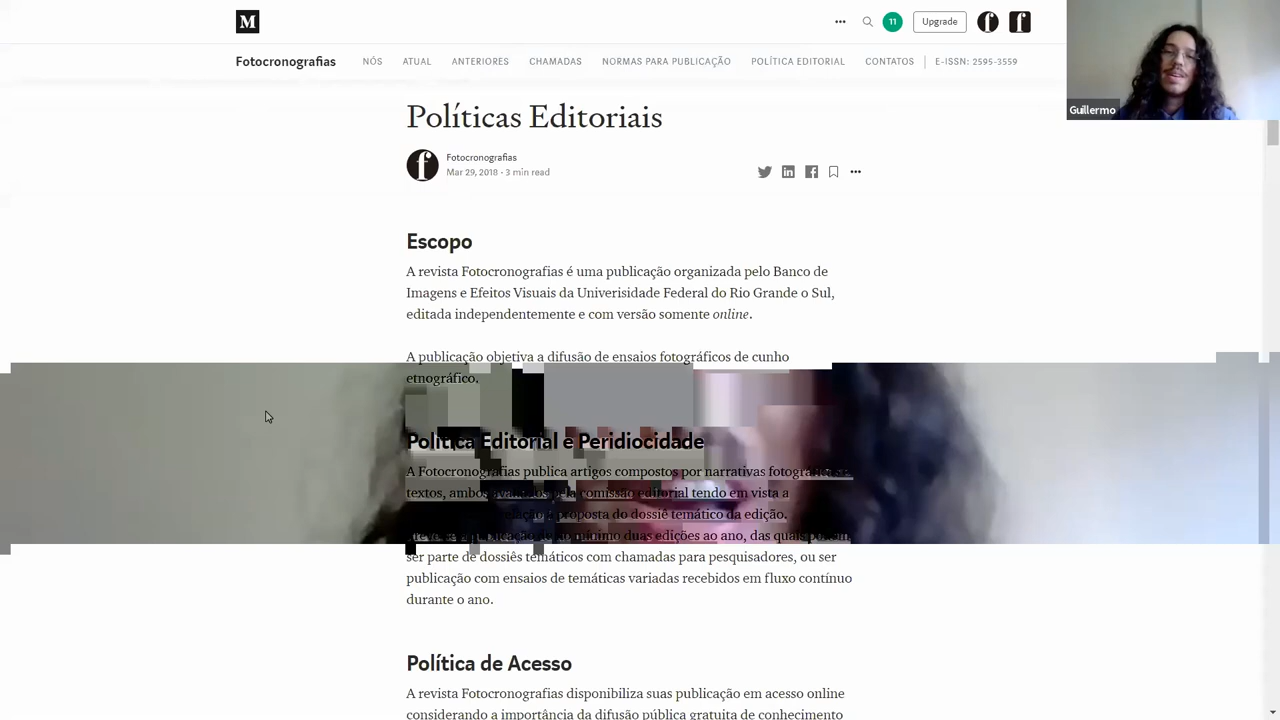 M
11
Upgrade
Fotocronografias NÓS ATUAL ANTERIORES CHAMADAS NORMAS PARA PUBLICAÇÃO POLÍTICA EDITORIAL CONTATOS E-ISSN: 2595-3559
Guillermo
Políticas Editoriais
Fotocronografias
Mar 29, 2018 · 3 min read
Escopo
A revista Fotocronografias é uma publicação organizada pelo Banco de
Imagens e Efeitos Visuais da Univerisidade Federal do Rio Grande o Sul,
editada independentemente e com versão somente online.
A publicação objetiva a difusão de ensaios fotográficos de cunho
etnográfico.
Política Editorial e Peridiocidade
A Fotocronografias publica artigos compostos por narrativas
textos, ambos pela comissão editorial tendo em vista a
proposta do dossiê temático da edição.
mínimo duas edições ao ano, das quais
ser parte de dossiês temáticos com chamadas para pesquisadores, ou ser
publicação com ensaios de temáticas variadas recebidos em fluxo contínuo
durante o ano.
Política de Acesso
A revista Fotocronografias disponibiliza suas publicação em acesso online
considerando a importância da difusão pública gratuita de conhecimento